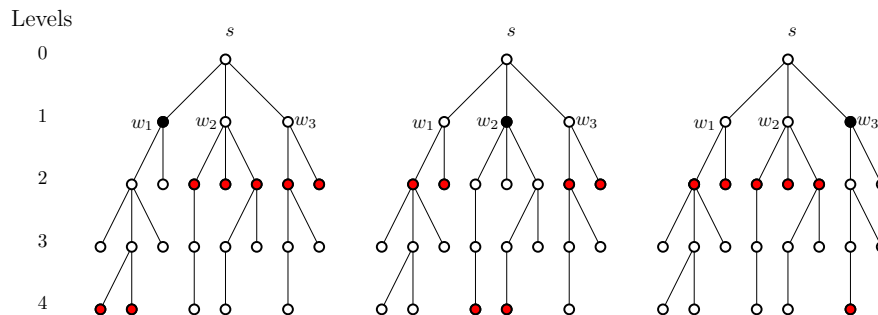 Levels
s s s
0
1 w₁ w₂ w₃ w₁ w₂ w₃ w₁ w₂ w₃
2
3
4